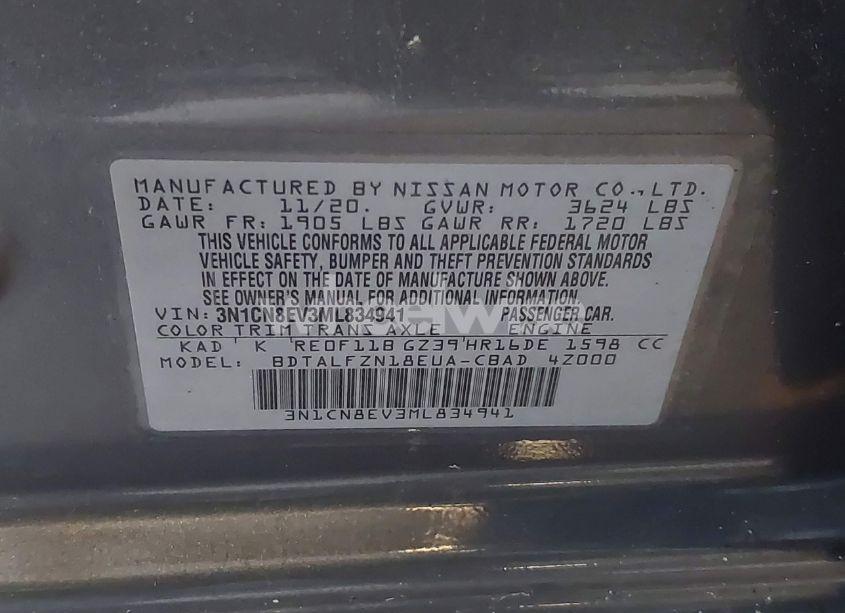 MANUFACTURED BY NISSAN MOTOR CO., LTD.
DATE: 11/20. GVWR: 3624 LBS
GAWR FR: 1905 LBS GAWR RR: 1720 LBS
THIS VEHICLE CONFORMS TO ALL APPLICABLE FEDERAL MOTOR
VEHICLE SAFETY, BUMPER AND THEFT PREVENTION STANDARDS
IN EFFECT ON THE DATE OF MANUFACTURE SHOWN ABOVE.
SEE OWNER'S MANUAL FOR ADDITIONAL INFORMATION.
VIN: 3N1CN8EV3ML834941 PASSENGER CAR.
COLOR TRIM TRANS AXLE ENGINE
KAD K RE0F11B GZ39 HR16DE 1598 CC
MODEL: BDTALFZN18EUA-CBAD 4Z000
3N1CN8EV3ML834941